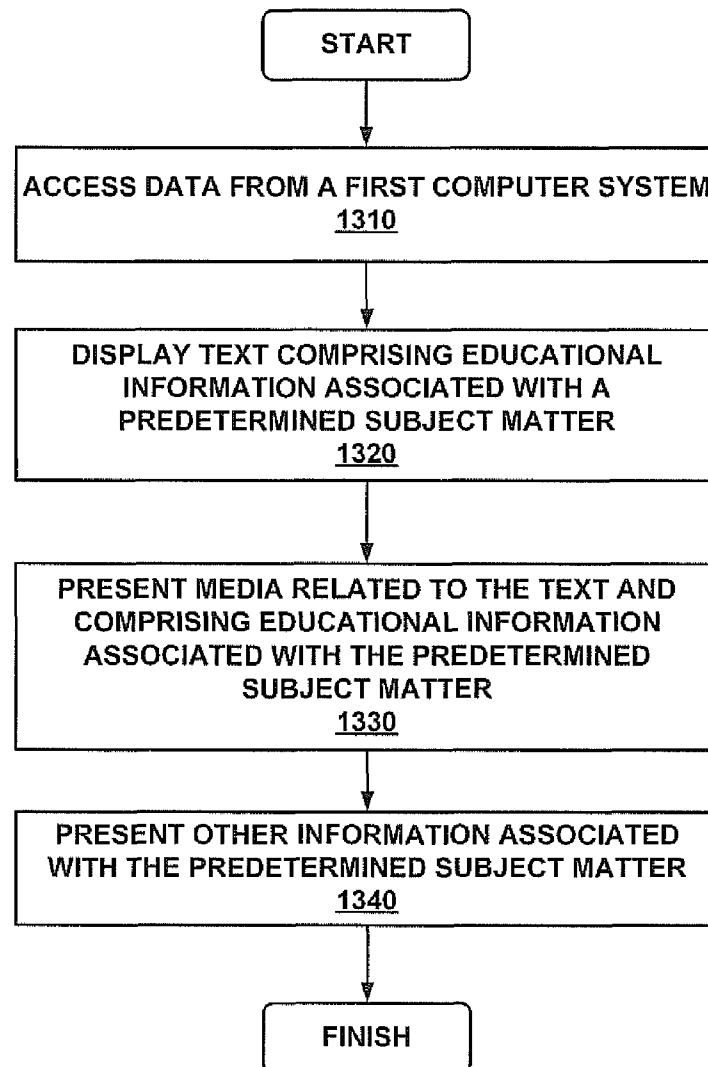 START
ACCESS DATA FROM A FIRST COMPUTER SYSTEM
1310
DISPLAY TEXT COMPRISING EDUCATIONAL
INFORMATION ASSOCIATED WITH A
PREDETERMINED SUBJECT MATTER
1320
PRESENT MEDIA RELATED TO THE TEXT AND
COMPRISING EDUCATIONAL INFORMATION
ASSOCIATED WITH THE PREDETERMINED
SUBJECT MATTER
1330
PRESENT OTHER INFORMATION ASSOCIATED
WITH THE PREDETERMINED SUBJECT MATTER
1340
FINISH